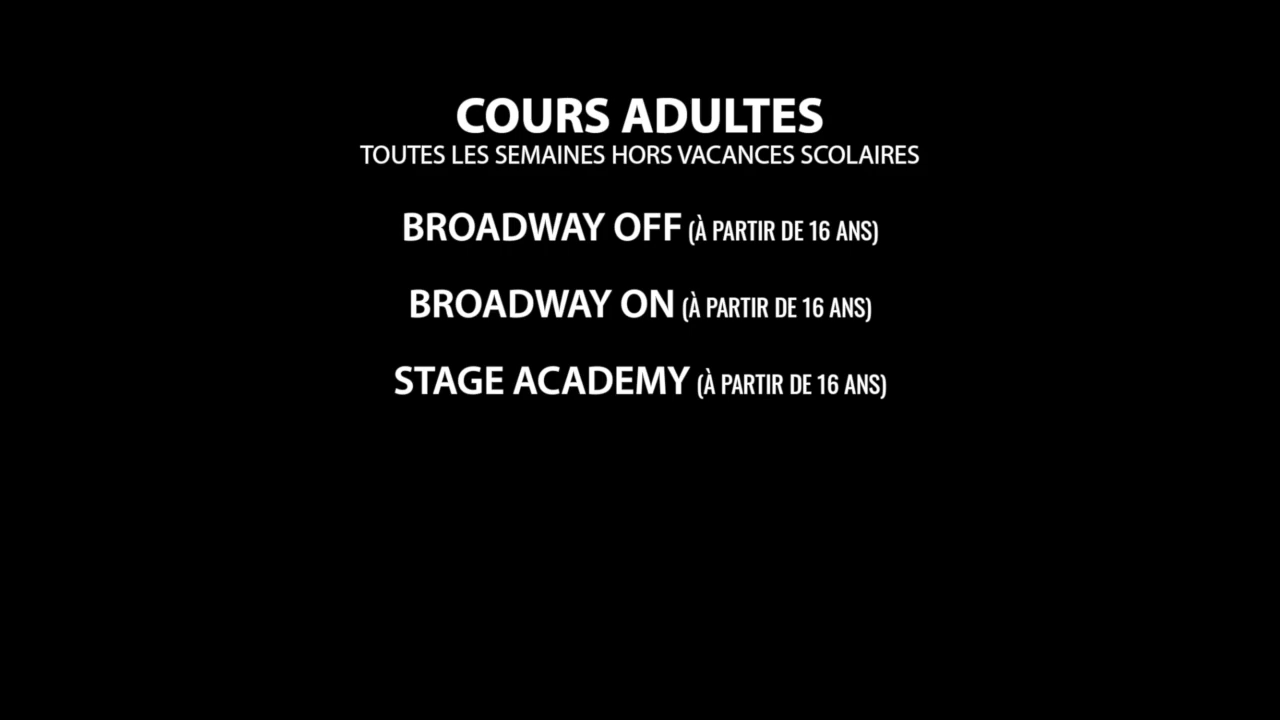 COURS ADULTES
TOUTES LES SEMAINES HORS VACANCES SCOLAIRES
BROADWAY OFF (À PARTIR DE 16 ANS)
BROADWAY ON (À PARTIR DE 16 ANS)
STAGE ACADEMY (À PARTIR DE 16 ANS)